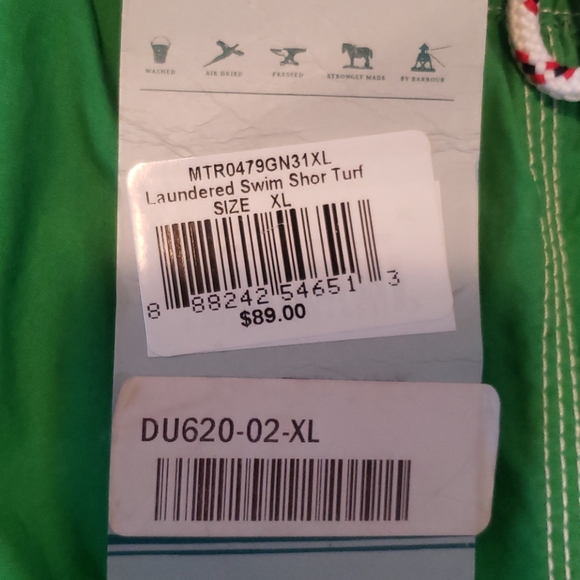 WASHED AIR DRIED PRESSED STRONGLY MADE BY BARBOUR
MTR0479GN31XL
Laundered Swim Shor Turf
SIZE XL
8 88242 54651 3
$89.00
DU620-02-XL